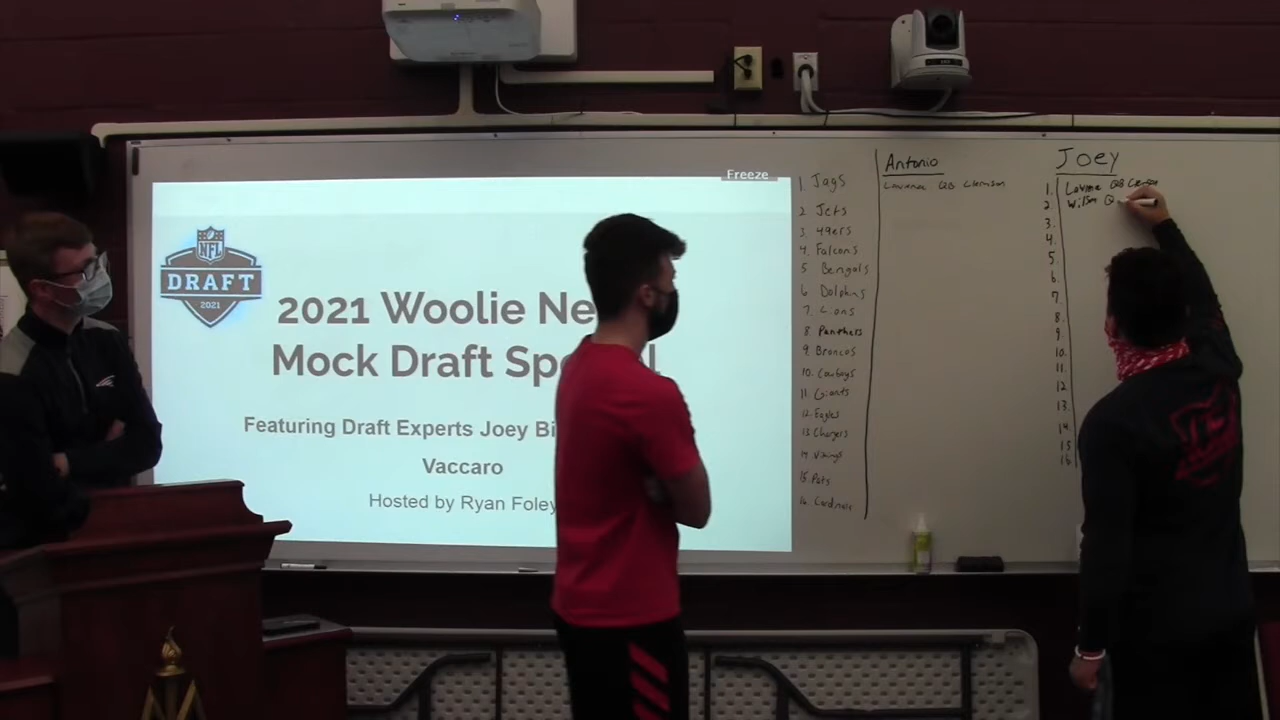 Freeze
NFL
DRAFT
2021
2021 Woolie Ne
Mock Draft Spe l
Featuring Draft Experts Joey Bi
Vaccaro
Hosted by Ryan Foley
1. Jags
2 Jets
3. 49ers
4. Falcons
5 Bengals
6 Dolphins
7. Lions
8 Panthers
9. Broncos
10. Cowboys
11. Giants
12. Eagles
13 Chargers
14. Vikings
15. Pats
16. Cardinals
Antonio
QB Clemson
Joey
1. QB
2. Wilson Q
3.
4.
5.
6.
7.
8.
9.
10.
11.
12.
13.
14.
15
16